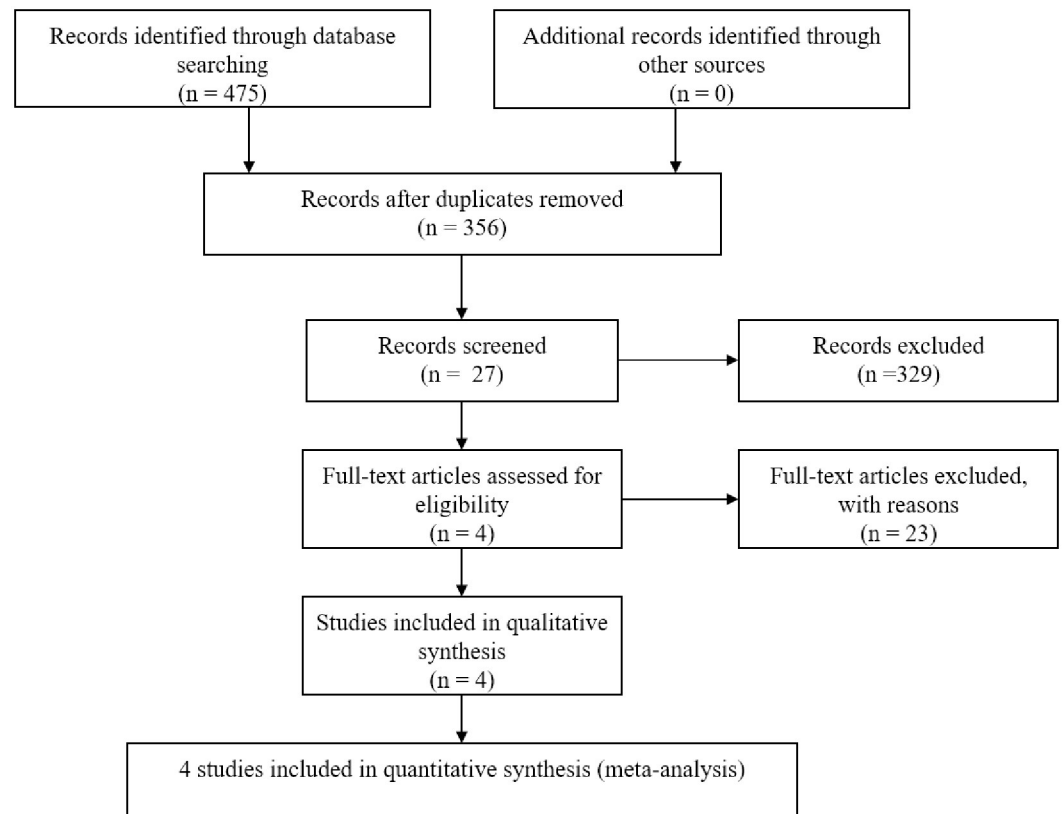 Records identified through database
searching
(n = 475)
Additional records identified through
other sources
(n = 0)
Records after duplicates removed
(n = 356)
Records screened
(n =  27)
Records excluded
(n =329)
Full-text articles assessed for
eligibility
(n = 4)
Full-text articles excluded,
with reasons
(n = 23)
Studies included in qualitative
synthesis
(n = 4)
4 studies included in quantitative synthesis (meta-analysis)